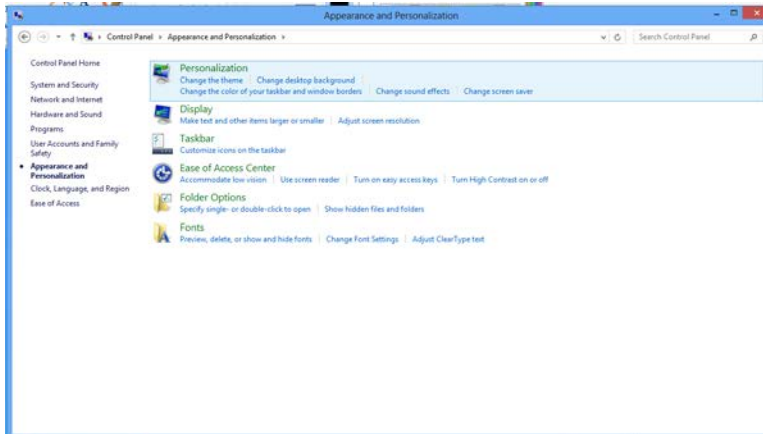 Appearance and Personalization
Control Panel Appearance and Personalization
Search Control Panel
Control Panel Home
System and Security
Network and Internet
Hardware and Sound
Programs
User Accounts and Family
Safety
Appearance and
Personalization
Clock, Language, and Region
Ease of Access
Personalization
Change the theme Change desktop background
Change the color of your taskbar and window borders Change sound effects Change screen saver
Display
Make text and other items larger or smaller Adjust screen resolution
Taskbar
Customize icons on the taskbar
Ease of Access Center
Accommodate low vision Use screen reader Turn on easy access keys Turn High Contrast on or off
Folder Options
Specify single- or double-click to open Show hidden files and folders
Fonts
Preview, delete, or show and hide fonts Change Font Settings Adjust ClearType text